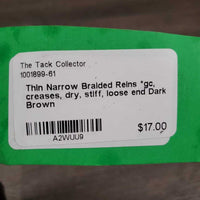 The Tack Collector
1001899-61
Thin Narrow Braided Reins *gc,
creases, dry, stiff, loose end Dark
Brown
$17.00
A2WUU9